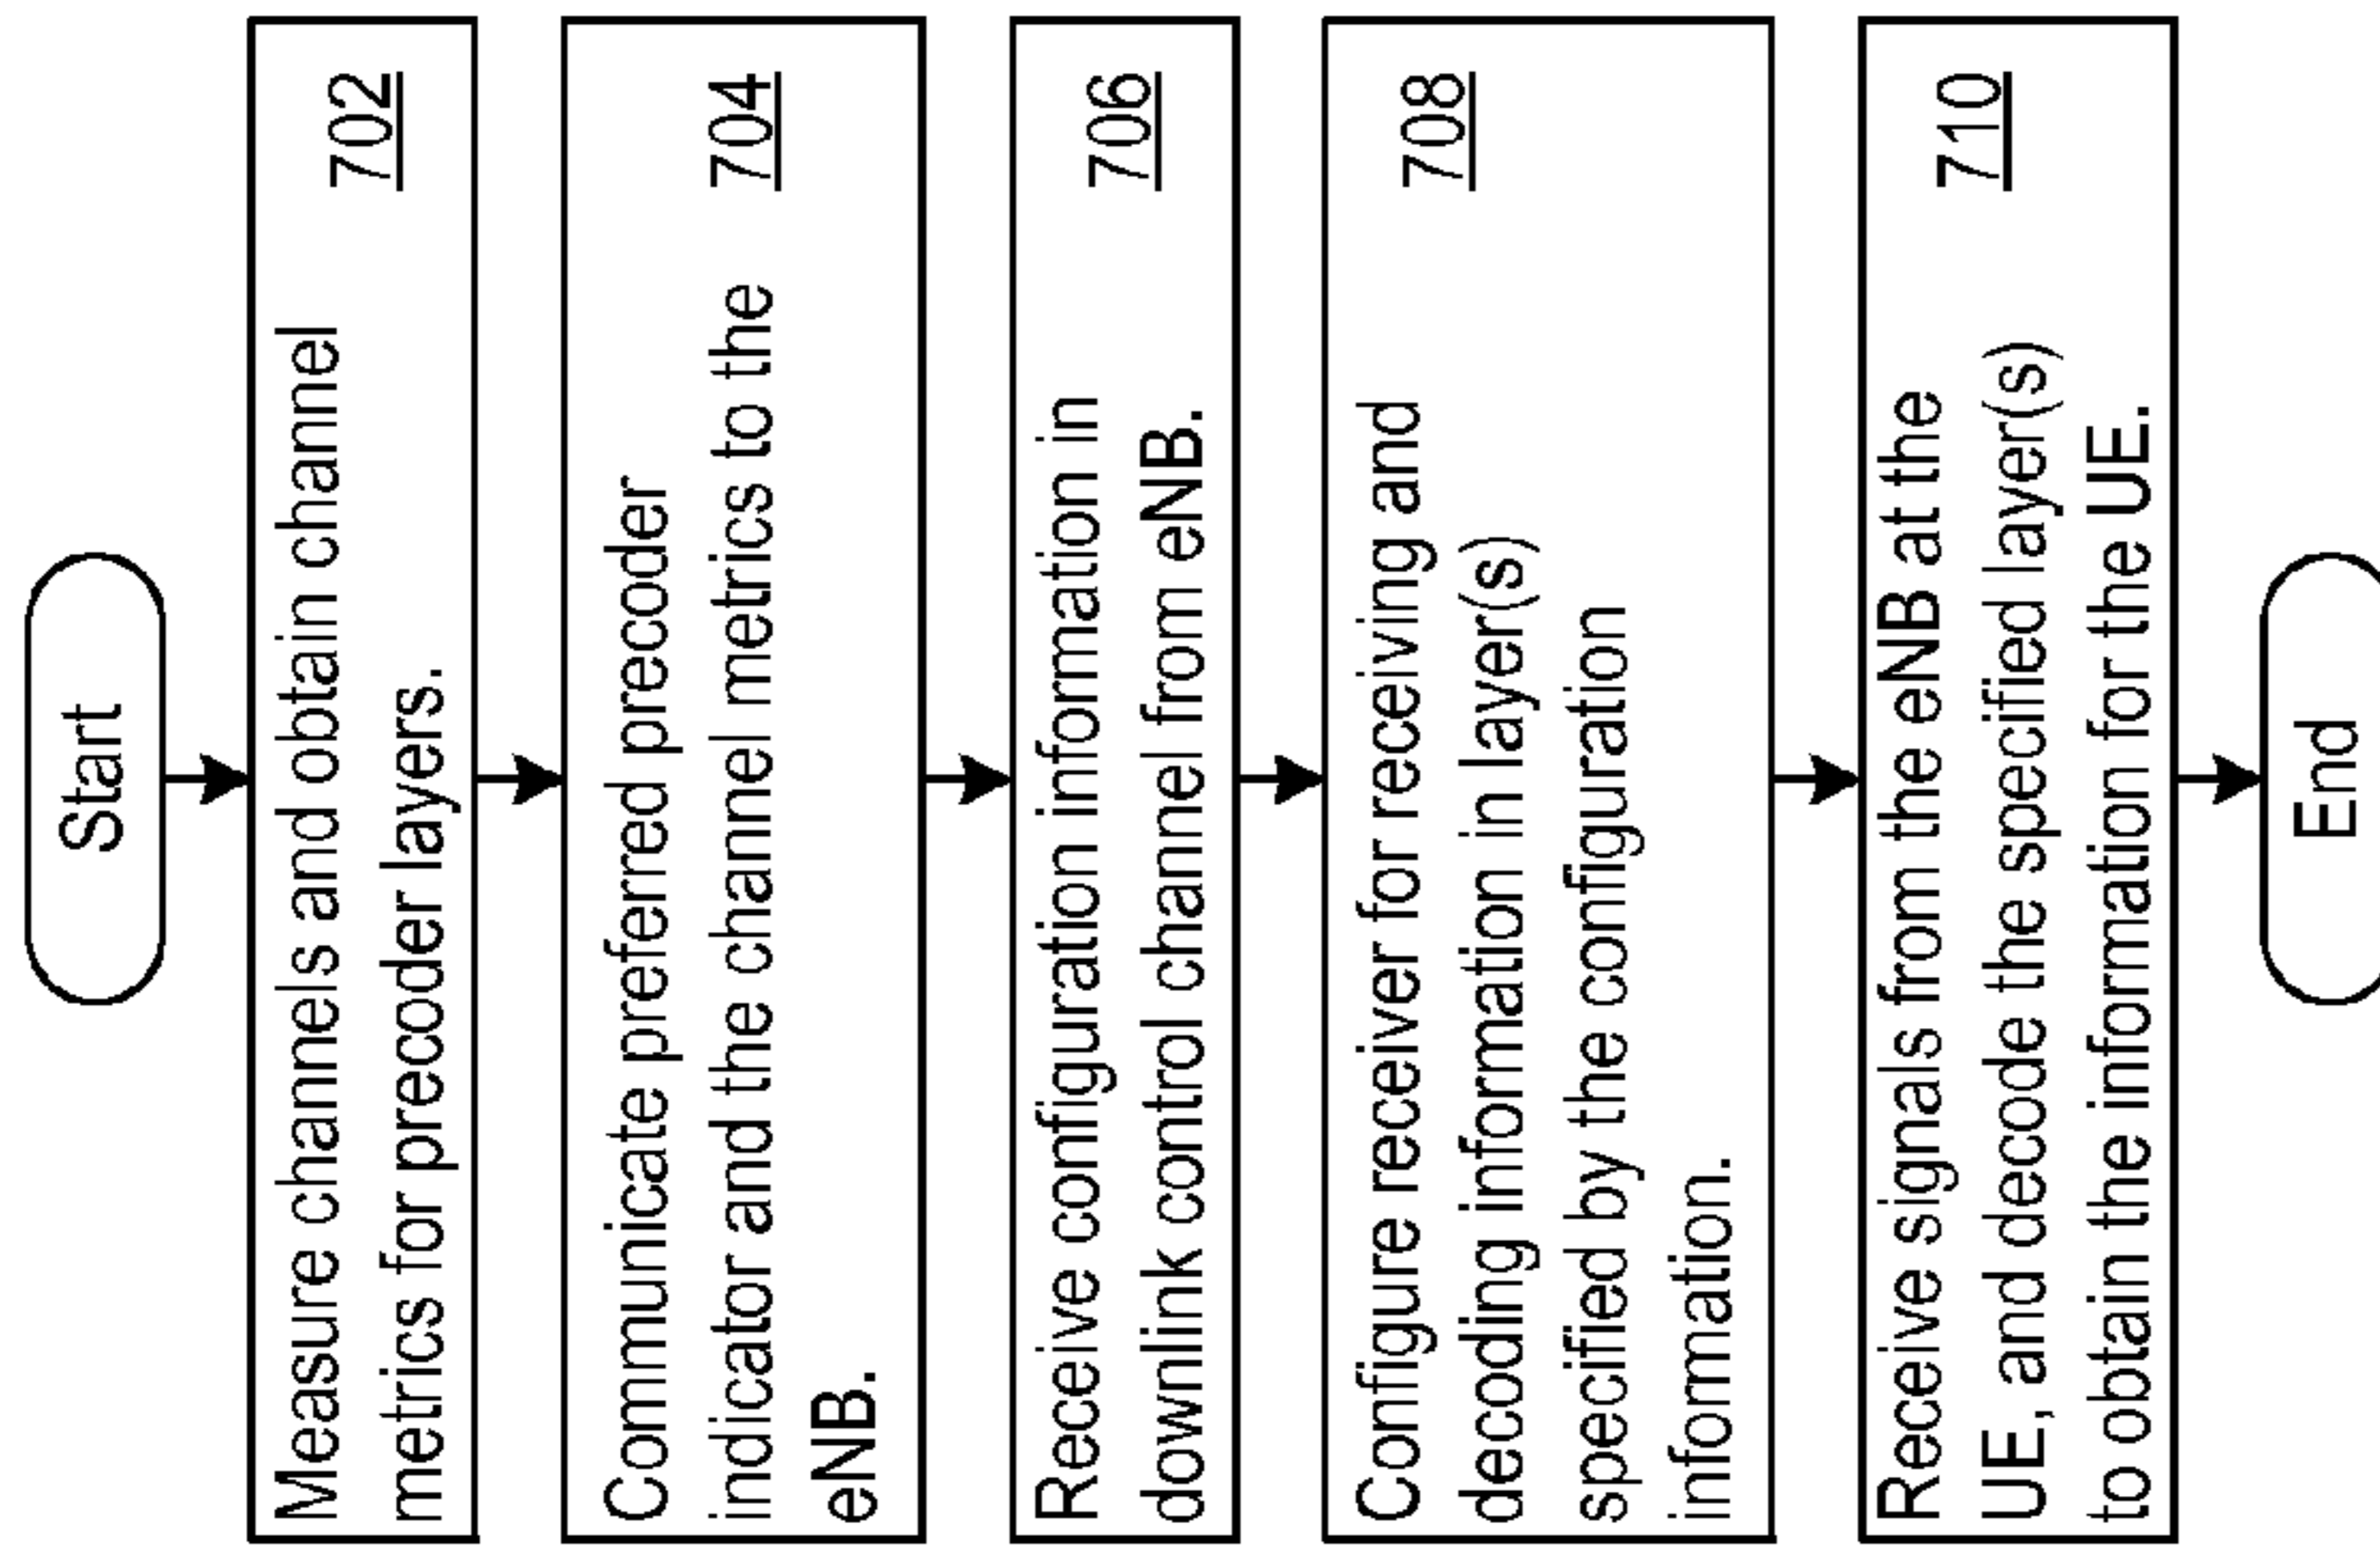 Start
Measure channels and obtain channel 702
metrics for precoder layers.
Communicate preferred precoder
indicator and the channel metrics to the 704
eNB.
Receive configuration information in
downlink control channel from eNB. 706
Configure receiver for receiving and 708
decoding information in layer(s)
specified by the configuration
information.
Receive signals from the eNB at the
UE, and decode the specified layer(s) 710
to obtain the information for the UE.
End